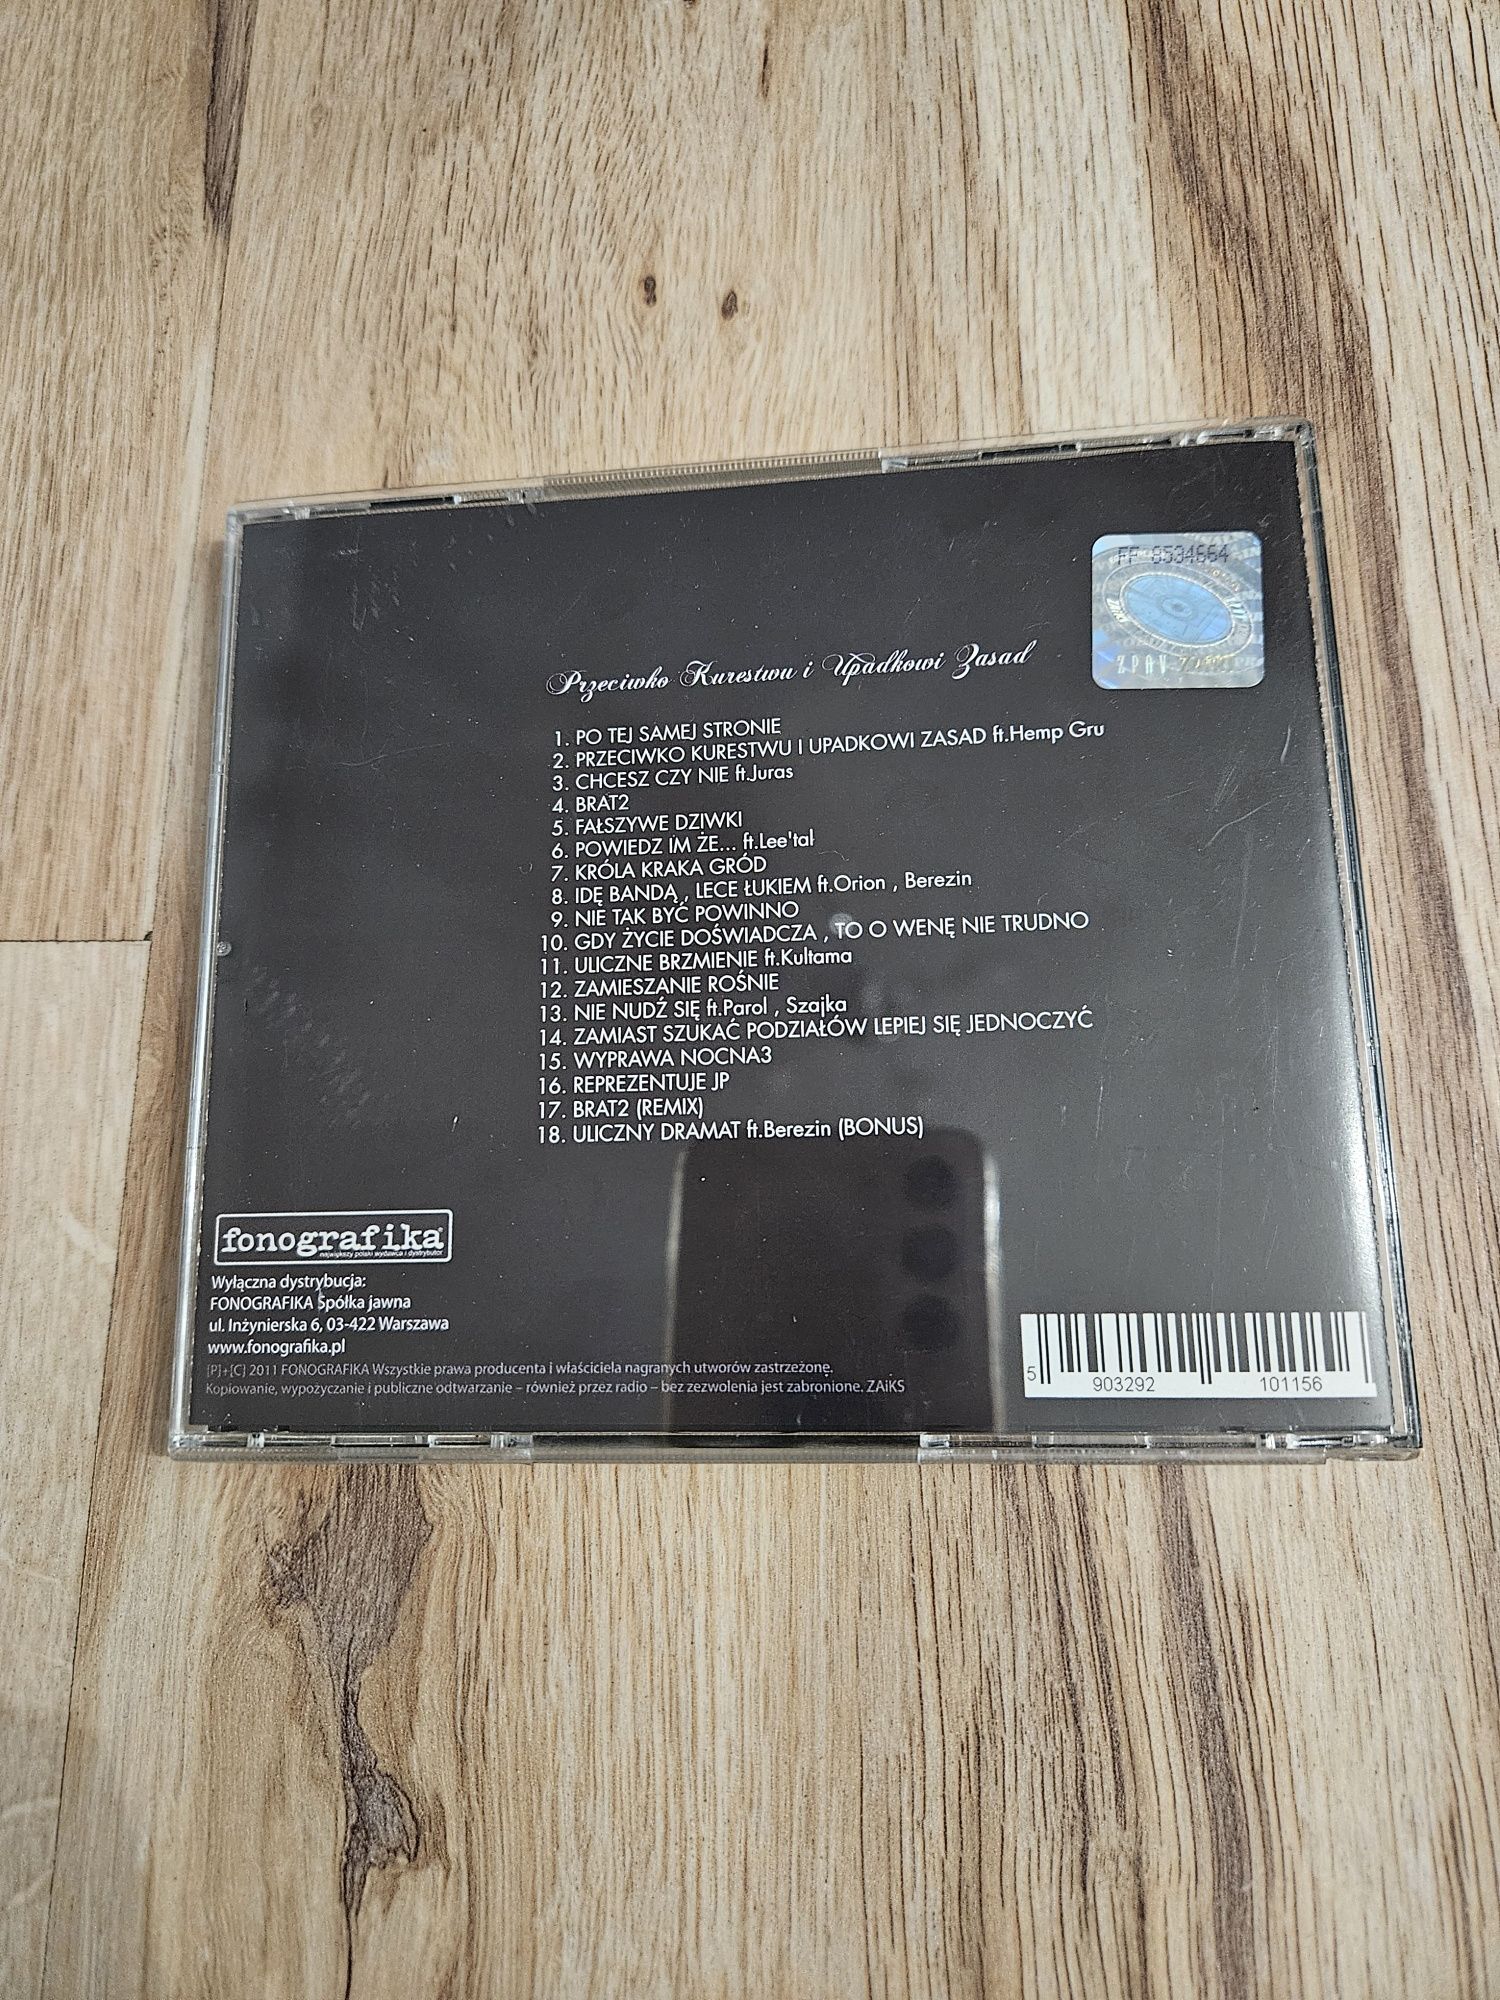 FF 8534664
ZPAV
Przeciwko Kurestwu i Upadkowi Zasad
1. PO TEJ SAMEJ STRONIE
2. PRZECIWKO KURESTWU I UPADKOWI ZASAD ft.Hemp Gru
3. CHCESZ CZY NIE ft.Juras
4. BRAT2
5. FAŁSZYWE DZIWKI
6. POWIEDZ IM ŻE... ft.Lee'tal
7. KRÓLA KRAKA GRÓD
8. IDĘ BANDĄ , LECE ŁUKIEM ft.Orion , Berezin
9. NIE TAK BYĆ POWINNO
10. GDY ŻYCIE DOŚWIADCZA , TO O WENĘ NIE TRUDNO
11. ULICZNE BRZMIENIE ft.Kultama
12. ZAMIESZANIE ROŚNIE
13. NIE NUDŹ SIĘ ft.Parol , Szajka
14. ZAMIAST SZUKAĆ PODZIAŁÓW LEPIEJ SIĘ JEDNOCZYĆ
15. WYPRAWA NOCNA3
16. REPREZENTUJE JP
17. BRAT2 (REMIX)
18. ULICZNY DRAMAT ft.Berezin (BONUS)
fonografika
największy polski wydawca i dystrybutor
Wyłączna dystrybucja:
FONOGRAFIKA Spółka jawna
ul. Inżynierska 6, 03-422 Warszawa
www.fonografika.pl
[P]+[C] 2011 FONOGRAFIKA Wszystkie prawa producenta i właściciela nagranych utworów zastrzeżone.
Kopiowanie, wypożyczanie i publiczne odtwarzanie – również przez radio – bez zezwolenia jest zabronione. ZAiKS
5 903292 101156